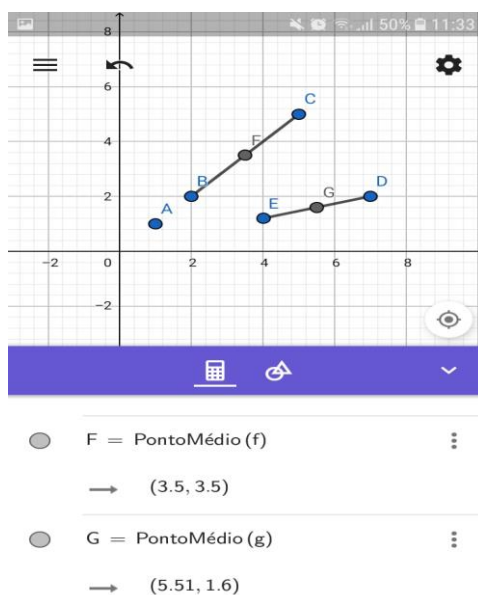 50% 11:33
8
6
C
4
F
B
D
2
G
E
A
-2 0 2 4 6 8
-2
F = PontoMédio (f)
→ (3.5, 3.5)
G = PontoMédio (g)
→ (5.51, 1.6)